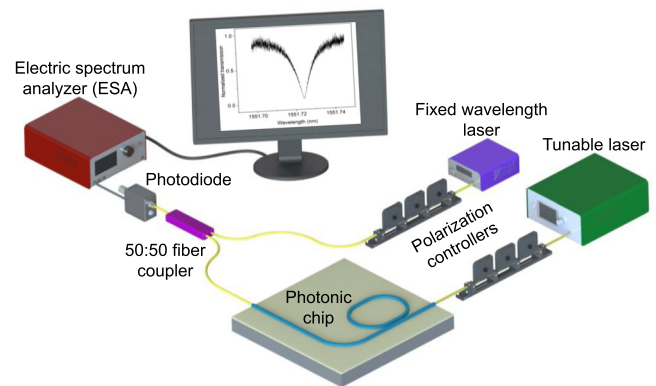 Electric spectrum
analyzer (ESA)
Normalized transmission
1.0
0.5
0.0
1551.70
1551.72
1551.74
Wavelength (nm)
Fixed wavelength
laser
Tunable laser
Photodiode
50:50 fiber
coupler
Polarization
controllers
Photonic
chip